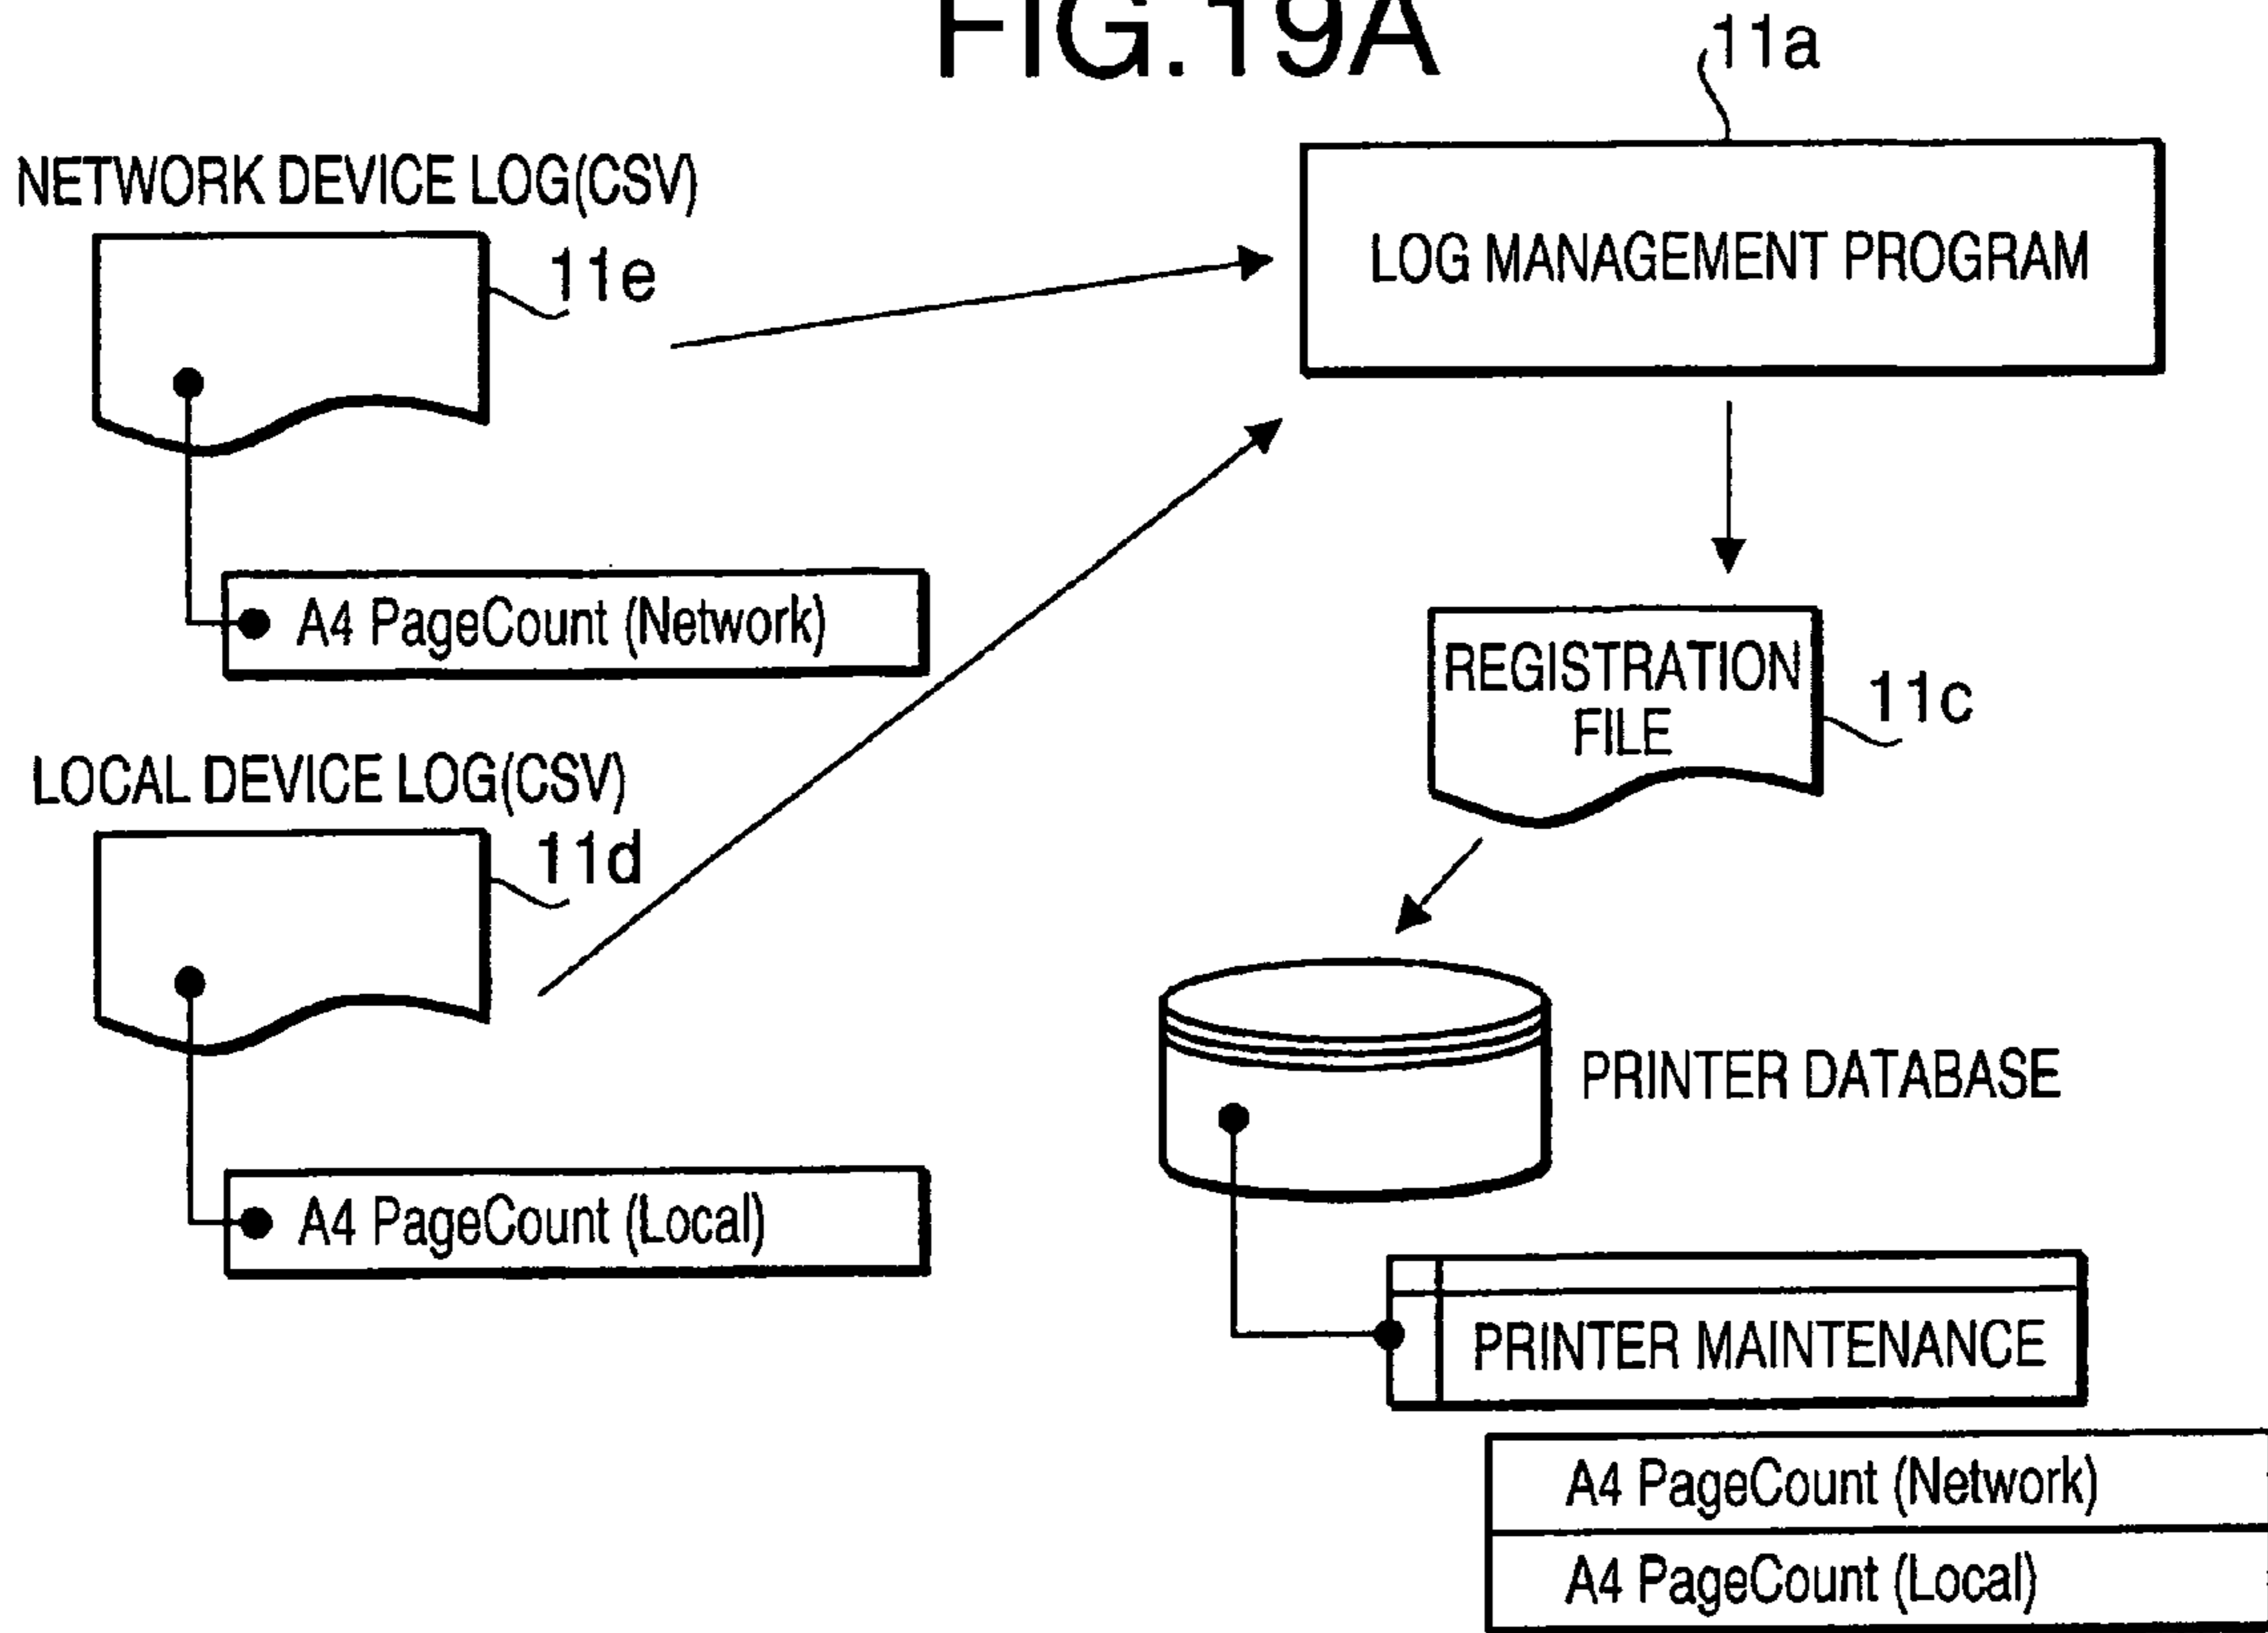 FIG.19A
11a
NETWORK DEVICE LOG(CSV)
11e
LOG MANAGEMENT PROGRAM
A4 PageCount (Network)
REGISTRATION
FILE
11c
LOCAL DEVICE LOG(CSV)
11d
PRINTER DATABASE
A4 PageCount (Local)
PRINTER MAINTENANCE
A4 PageCount (Network)
A4 PageCount (Local)